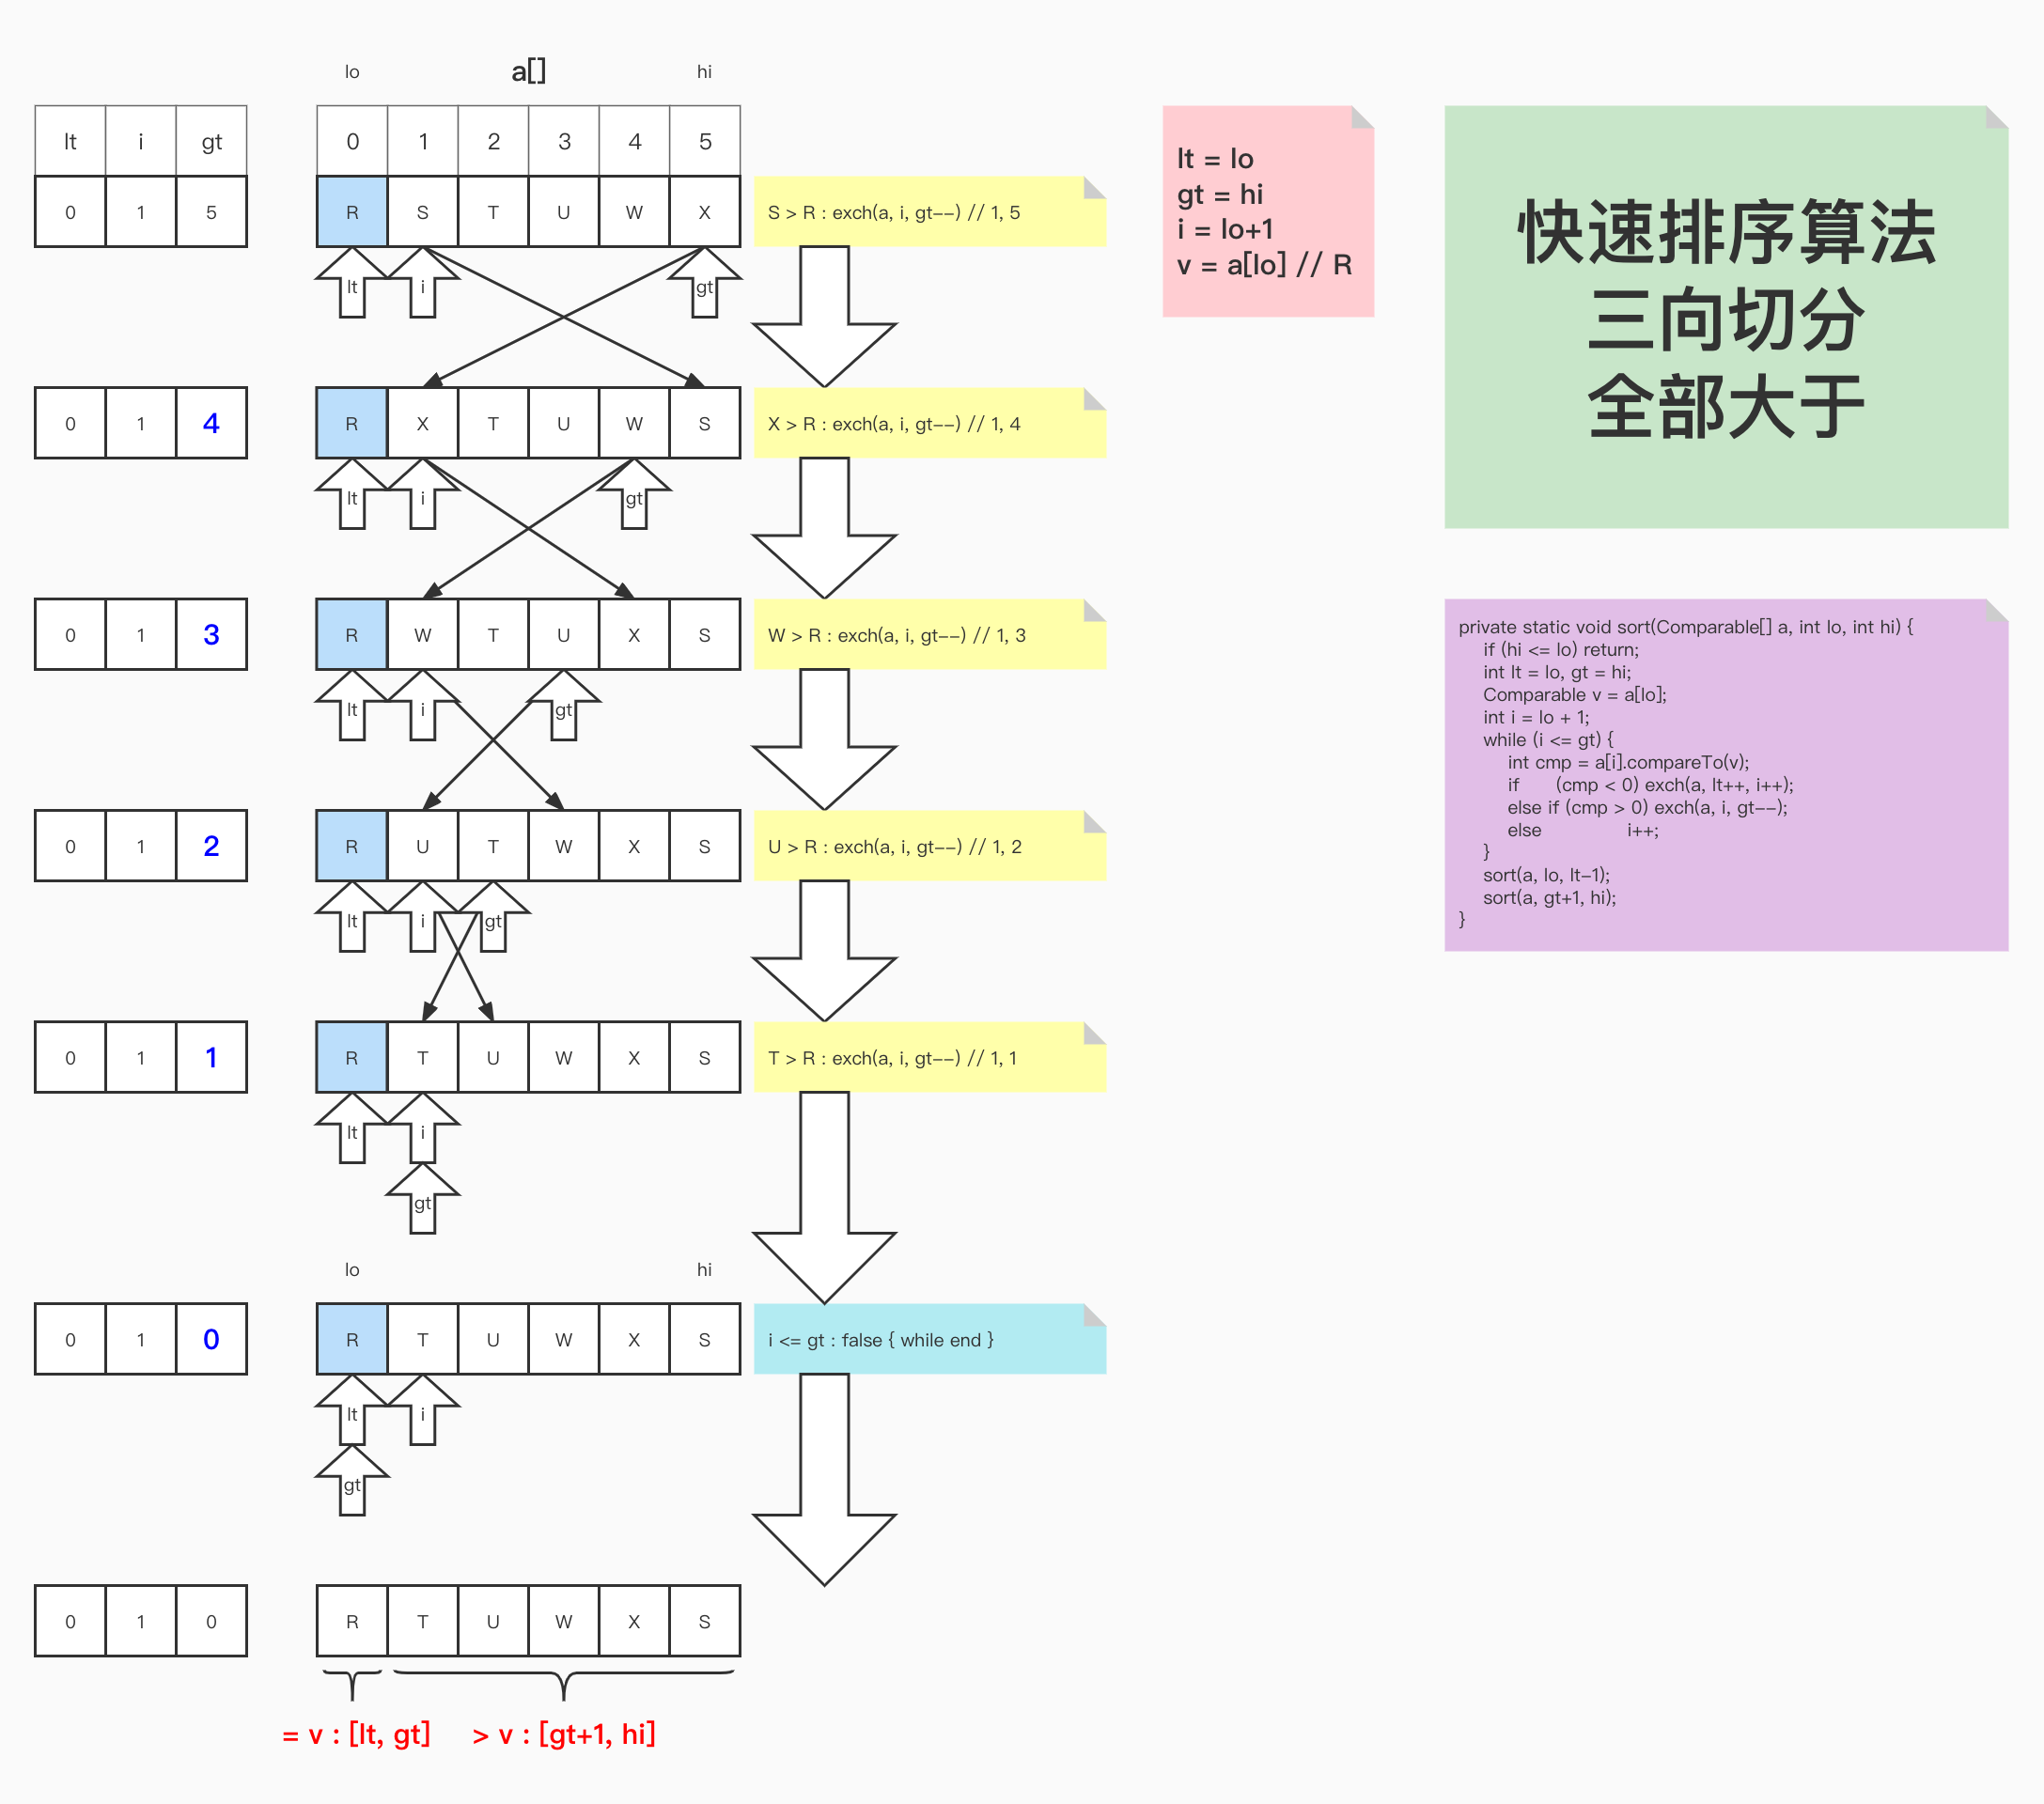 lo a[] hi
lt i gt 0 1 2 3 4 5
0 1 5 R S T U W X S > R : exch(a, i, gt--) // 1, 5
lt i gt
0 1 4 R X T U W S X > R : exch(a, i, gt--) // 1, 4
lt i gt
0 1 3 R W T U X S W > R : exch(a, i, gt--) // 1, 3
lt i gt
0 1 2 R U T W X S U > R : exch(a, i, gt--) // 1, 2
lt i gt
0 1 1 R T U W X S T > R : exch(a, i, gt--) // 1, 1
lt i
gt
lo hi
0 1 0 R T U W X S i <= gt : false { while end }
lt i
gt
0 1 0 R T U W X S
= v : [lt, gt] > v : [gt+1, hi]
lt = lo
gt = hi
i = lo+1
v = a[lo] // R
快速排序算法
三向切分
全部大于
private static void sort(Comparable[] a, int lo, int hi) {
if (hi <= lo) return;
int lt = lo, gt = hi;
Comparable v = a[lo];
int i = lo + 1;
while (i <= gt) {
int cmp = a[i].compareTo(v);
if (cmp < 0) exch(a, lt++, i++);
else if (cmp > 0) exch(a, i, gt--);
else i++;
}
sort(a, lo, lt-1);
sort(a, gt+1, hi);
}